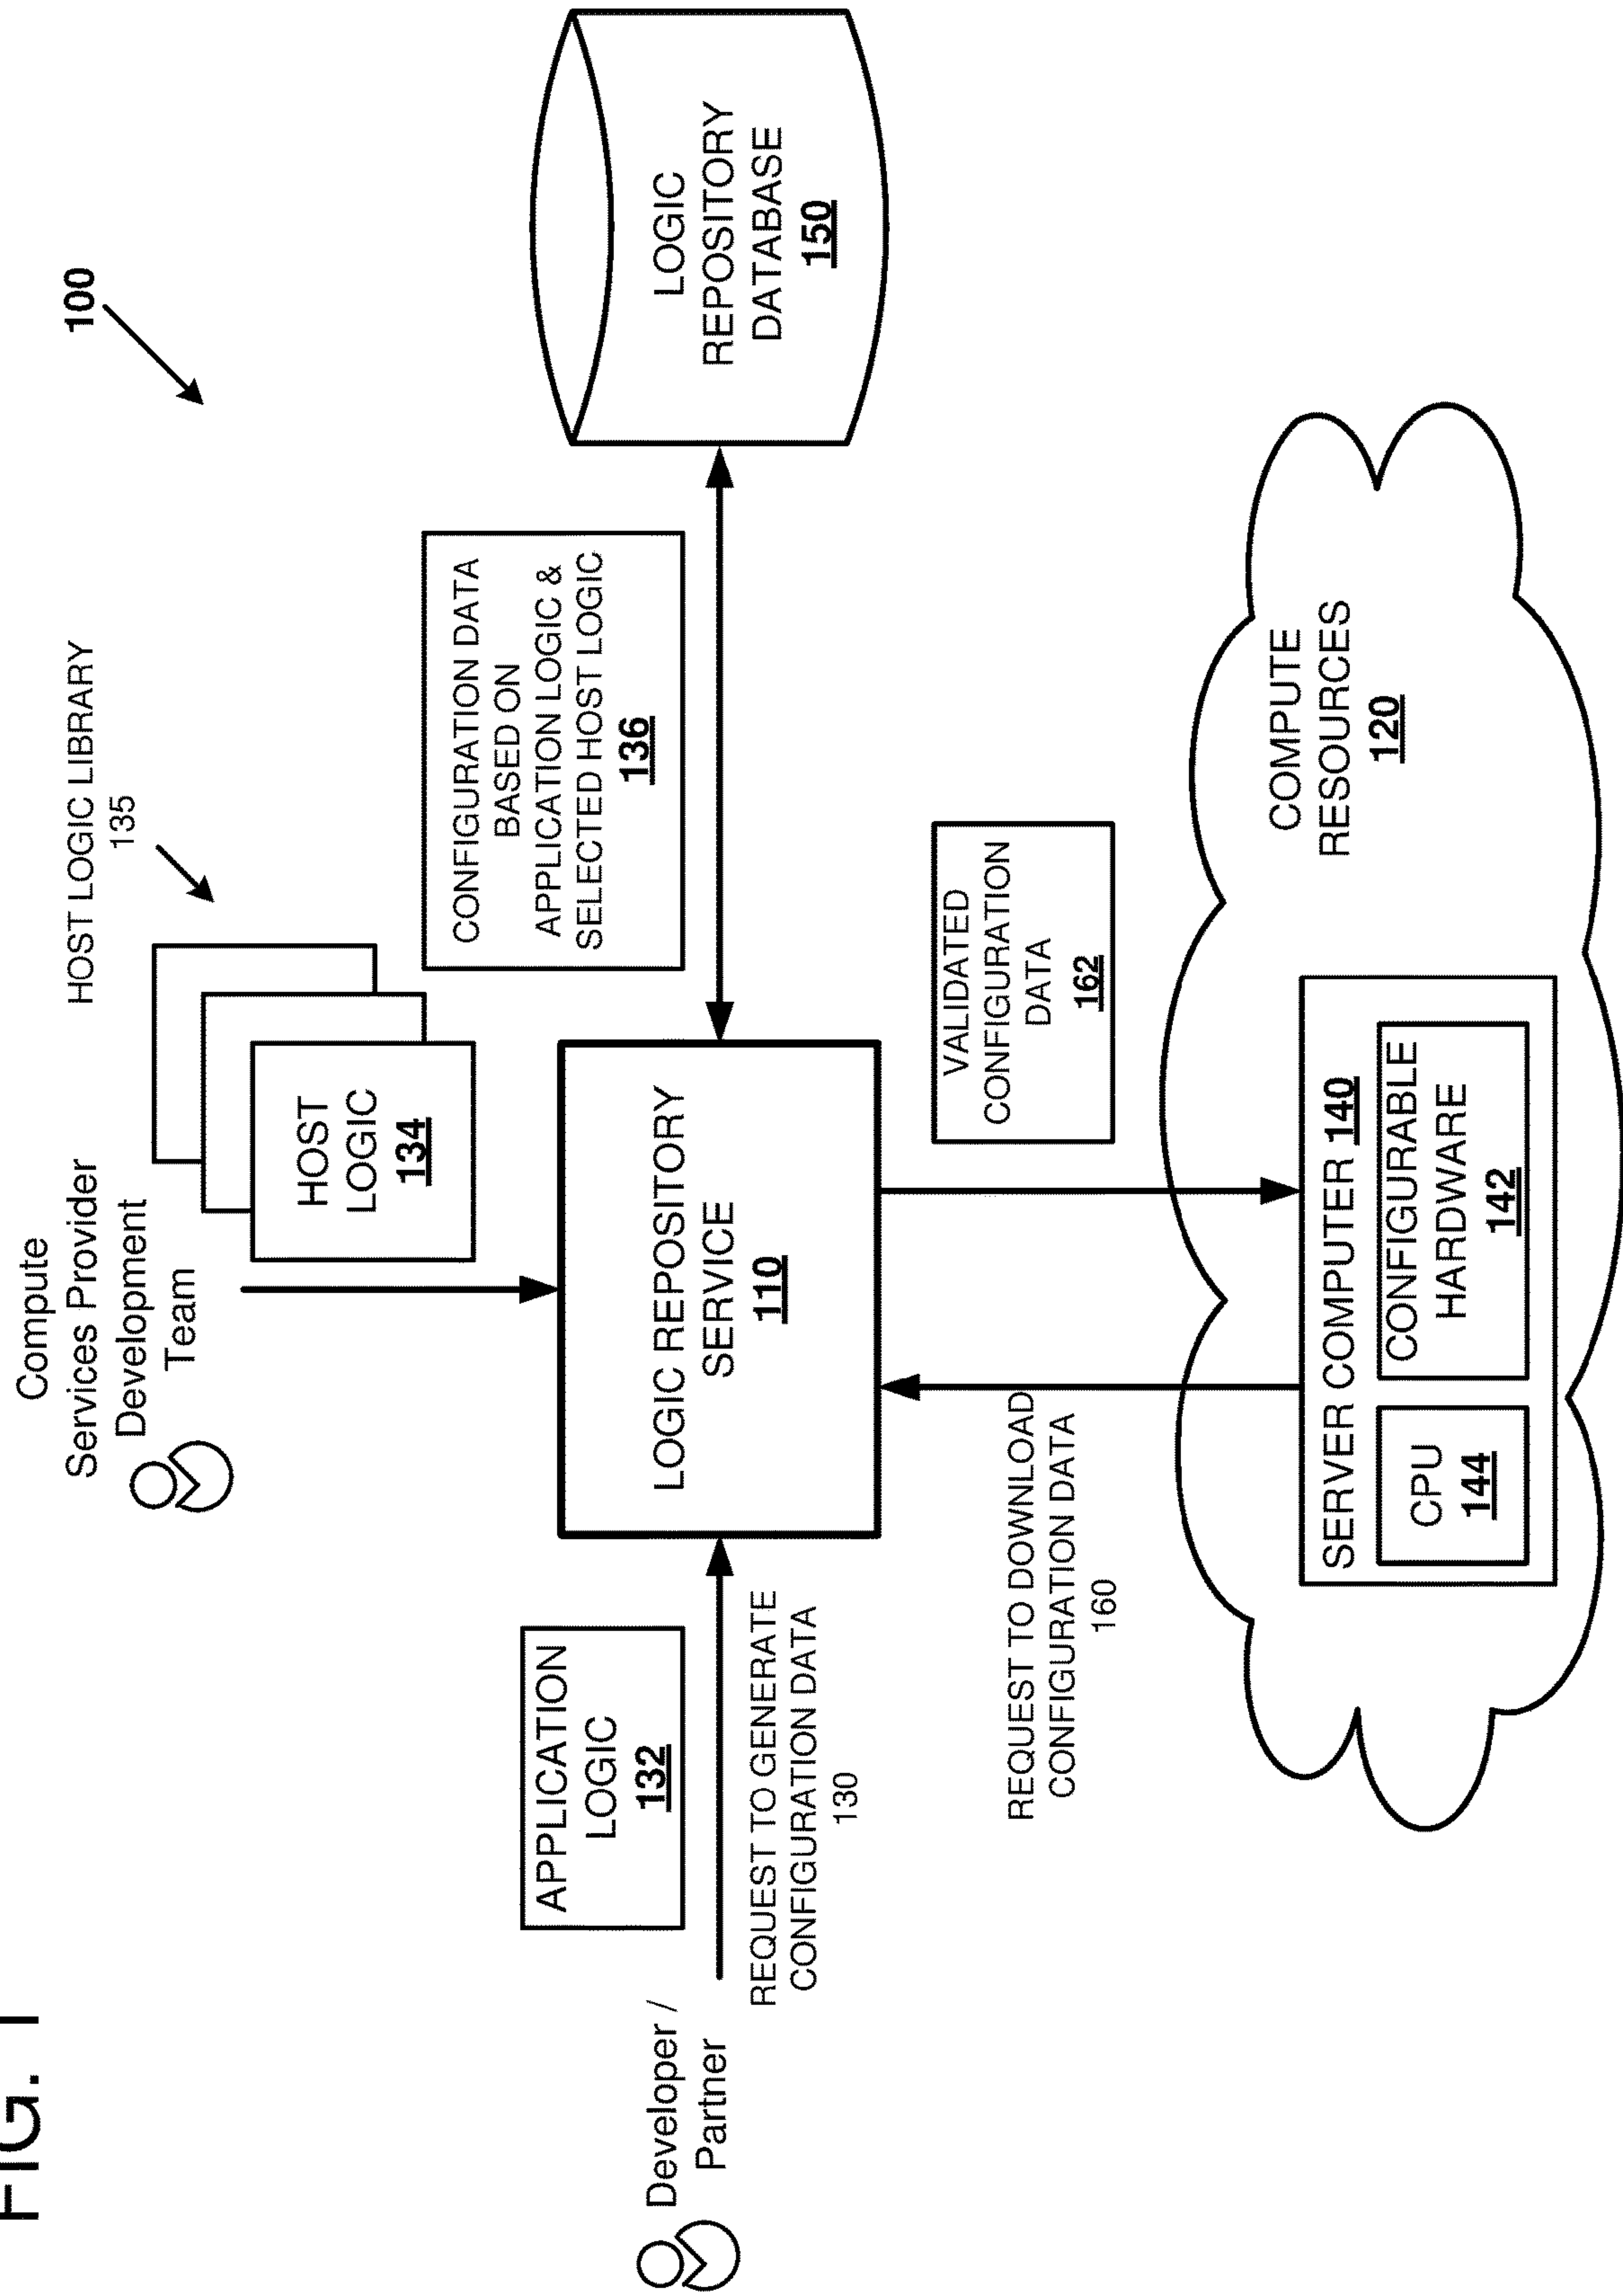 FIG. 1
100
Compute
Services Provider
Development
Team
HOST LOGIC LIBRARY
135
HOST
LOGIC
134
CONFIGURATION DATA
BASED ON
APPLICATION LOGIC &
SELECTED HOST LOGIC
136
APPLICATION
LOGIC
132
Developer /
Partner
REQUEST TO GENERATE
CONFIGURATION DATA
130
LOGIC REPOSITORY
SERVICE
110
LOGIC
REPOSITORY
DATABASE
150
REQUEST TO DOWNLOAD
CONFIGURATION DATA
160
VALIDATED
CONFIGURATION
DATA
162
COMPUTE
RESOURCES
120
SERVER COMPUTER 140
CPU
144
CONFIGURABLE
HARDWARE
142